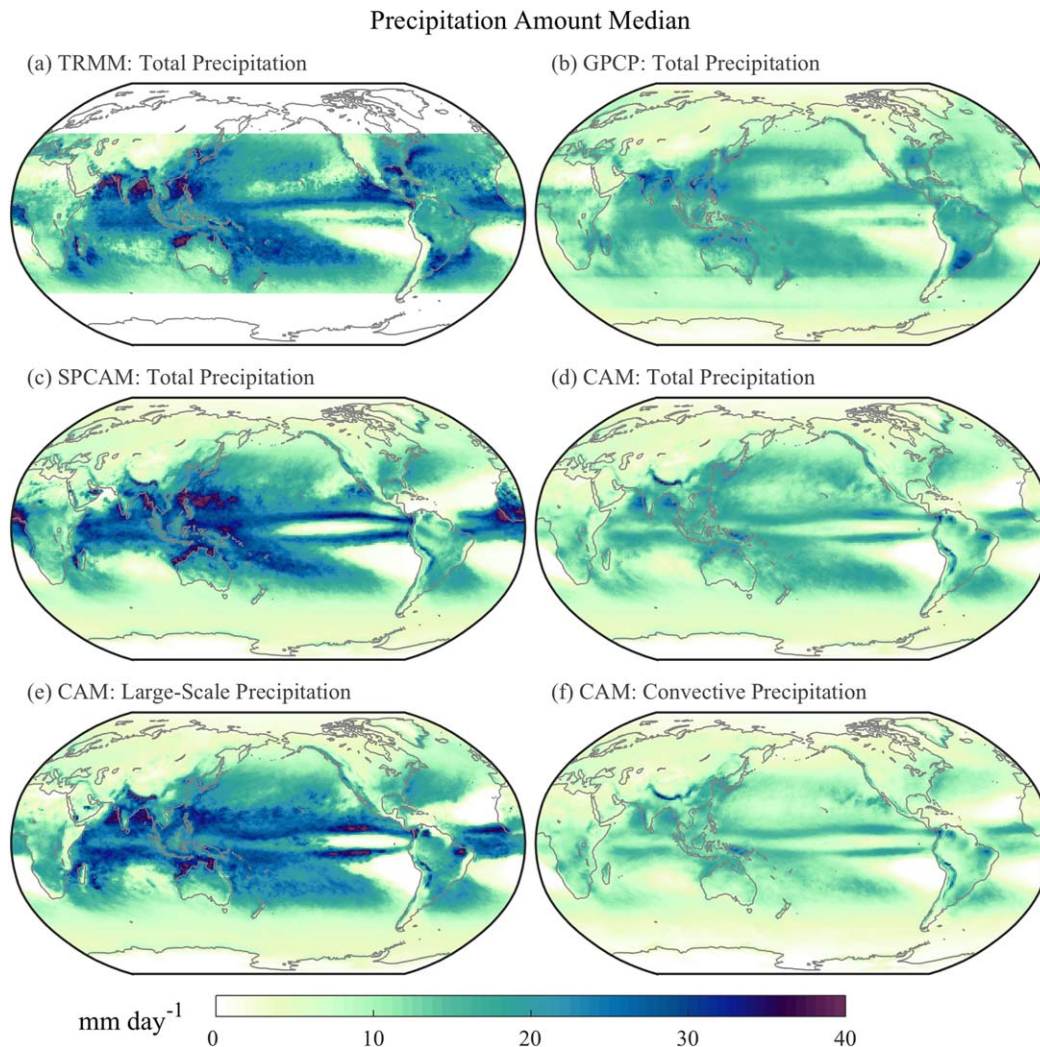 Precipitation Amount Median
(a) TRMM: Total Precipitation
(b) GPCP: Total Precipitation
(c) SPCAM: Total Precipitation
(d) CAM: Total Precipitation
(e) CAM: Large-Scale Precipitation
(f) CAM: Convective Precipitation
mm day⁻¹
0 10 20 30 40